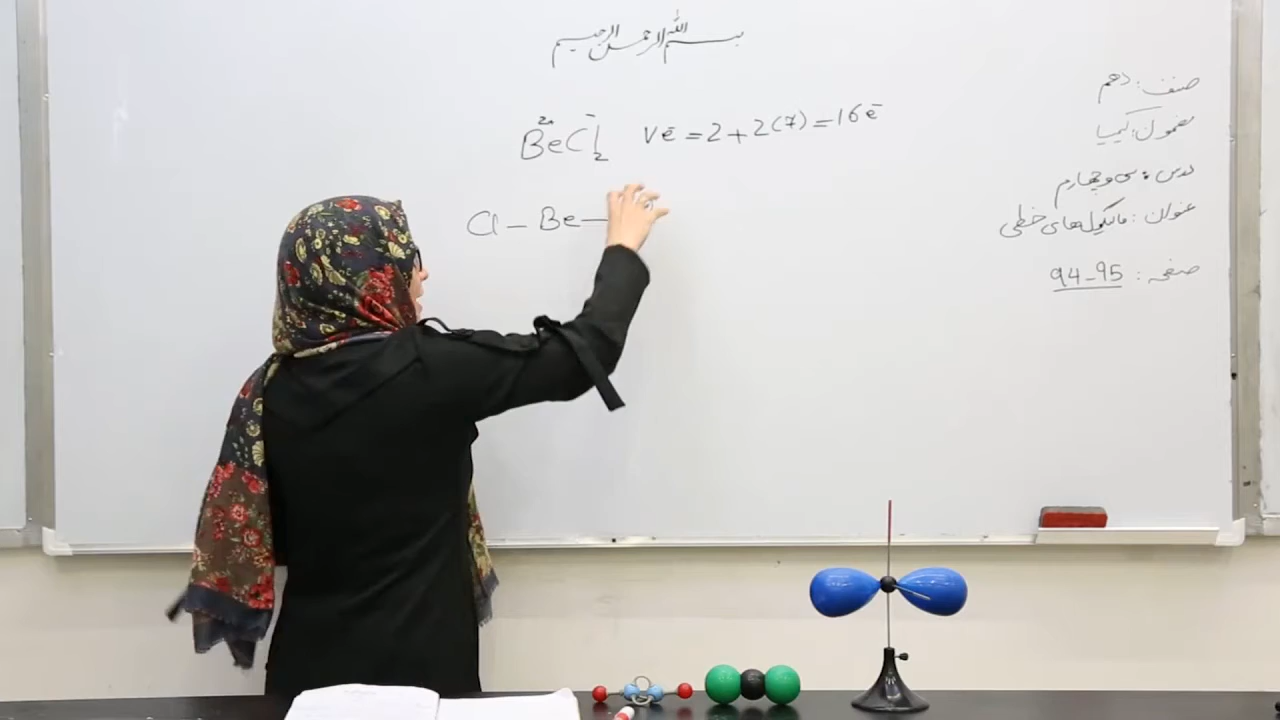 بسم الله الرحمن الرحیم
صنف: دهم
مضمون: کیمیا
درس: سی و چهارم
عنوان: مالیکول های خطی
صفحه: 94-95
BeCl₂ Ve⁻ = 2 + 2(7) = 16e⁻
Cl — Be —